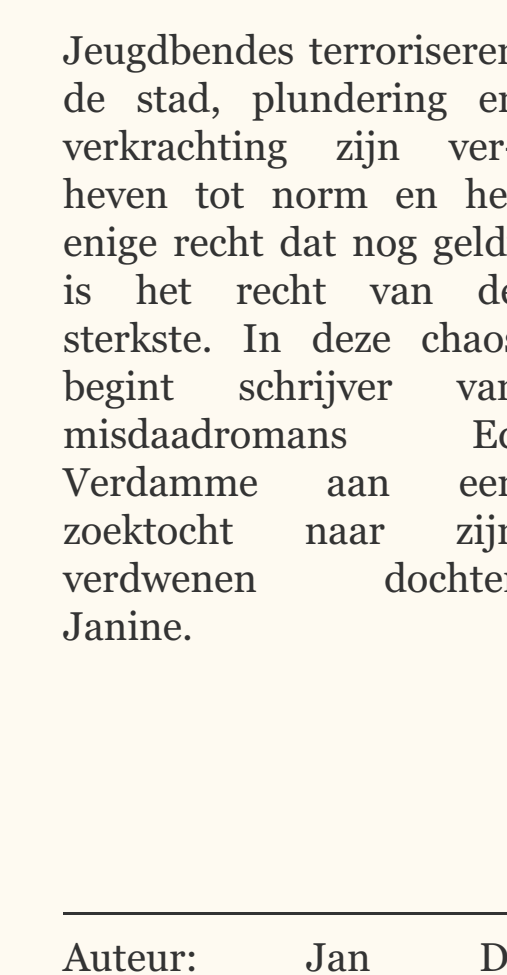 Jeugdbendes terroriseren
de stad, plundering en
verkrachting zijn ver-
heven tot norm en het
enige recht dat nog geldt
is het recht van de
sterkste. In deze chaos
begint schrijver van
misdaadromans Ed
Verdamme aan een
zoektocht naar zijn
verdwenen dochter
Janine.
Auteur: Jan D